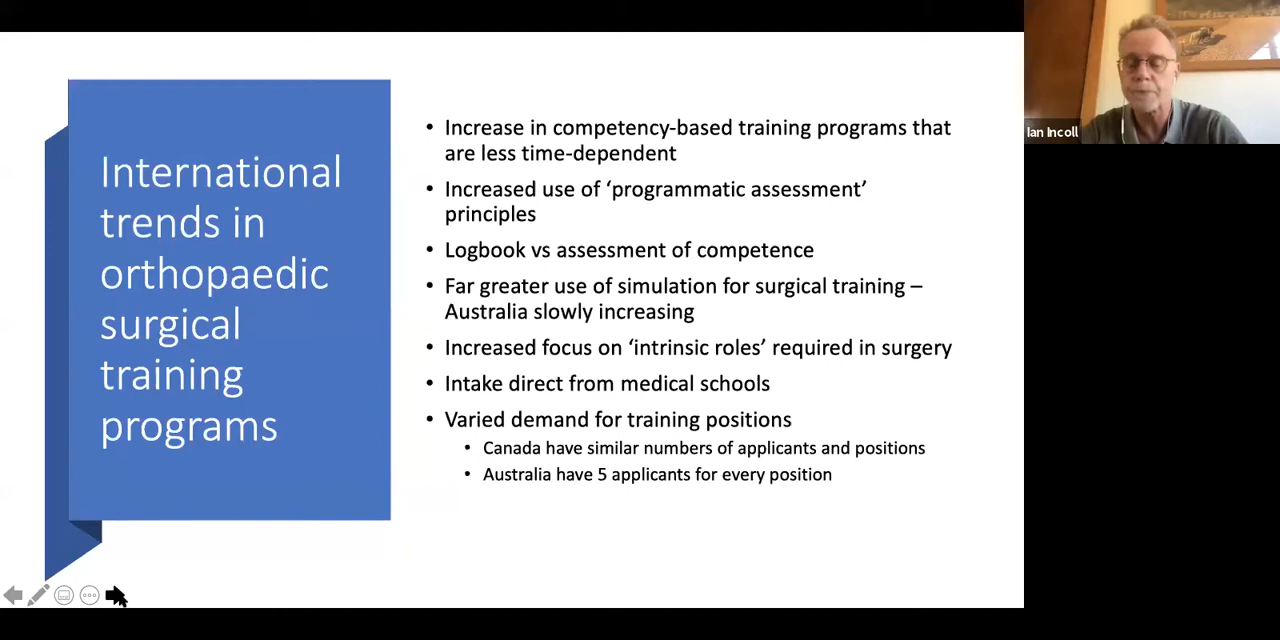 International
trends in
orthopaedic
surgical
training
programs
• Increase in competency-based training programs that
are less time-dependent
• Increased use of ‘programmatic assessment’
principles
• Logbook vs assessment of competence
• Far greater use of simulation for surgical training –
Australia slowly increasing
• Increased focus on ‘intrinsic roles’ required in surgery
• Intake direct from medical schools
• Varied demand for training positions
• Canada have similar numbers of applicants and positions
• Australia have 5 applicants for every position
Ian Incoll